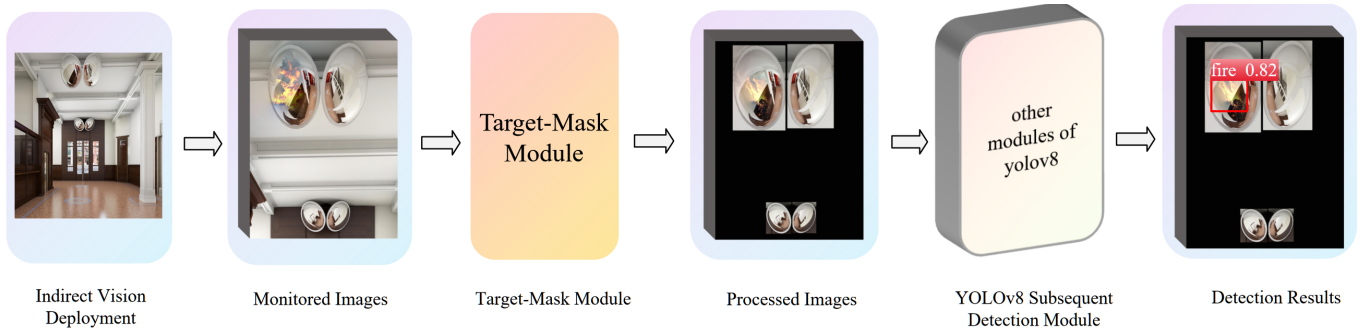 Target-Mask
Module
other
modules of
yolov8
fire 0.82
Indirect Vision
Deployment
Monitored Images
Target-Mask Module
Processed Images
YOLOv8 Subsequent
Detection Module
Detection Results